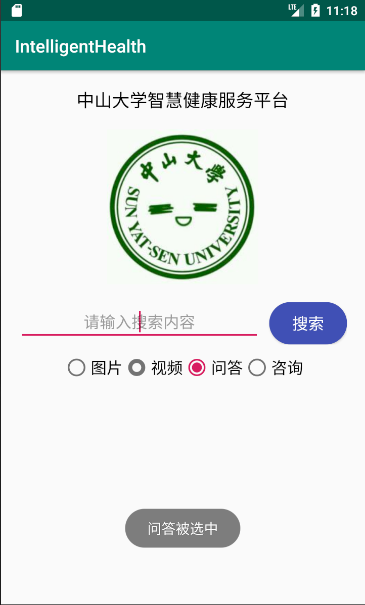 LTE 11:18
IntelligentHealth
中山大学智慧健康服务平台
中山大學
SUN YAT-SEN UNIVERSITY
请输入搜索内容 搜索
图片 视频 问答 咨询
问答被选中